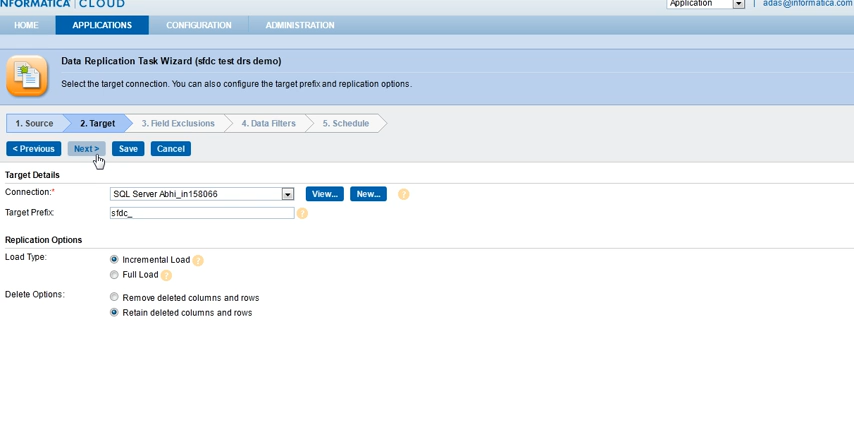 NFORMATICA | CLOUD
Application | adas@informatica.com
HOME APPLICATIONS CONFIGURATION ADMINISTRATION
Data Replication Task Wizard (sfdc test drs demo)
Select the target connection. You can also configure the target prefix and replication options.
1. Source 2. Target 3. Field Exclusions 4. Data Filters 5. Schedule
< Previous Next > Save Cancel
Target Details
Connection:* SQL Server Abhi_in158066 View... New... ?
Target Prefix: sfdc_ ?
Replication Options
Load Type: Incremental Load ?
Full Load ?
Delete Options: Remove deleted columns and rows
Retain deleted columns and rows